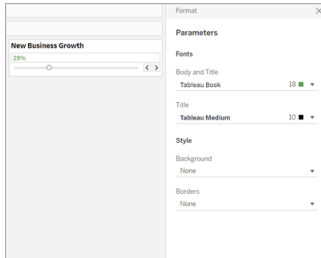 Format
Parameters
New Business Growth
28%
Fonts
Body and Title
Tableau Book 18
Title
Tableau Medium 10
Style
Background
None
Borders
None